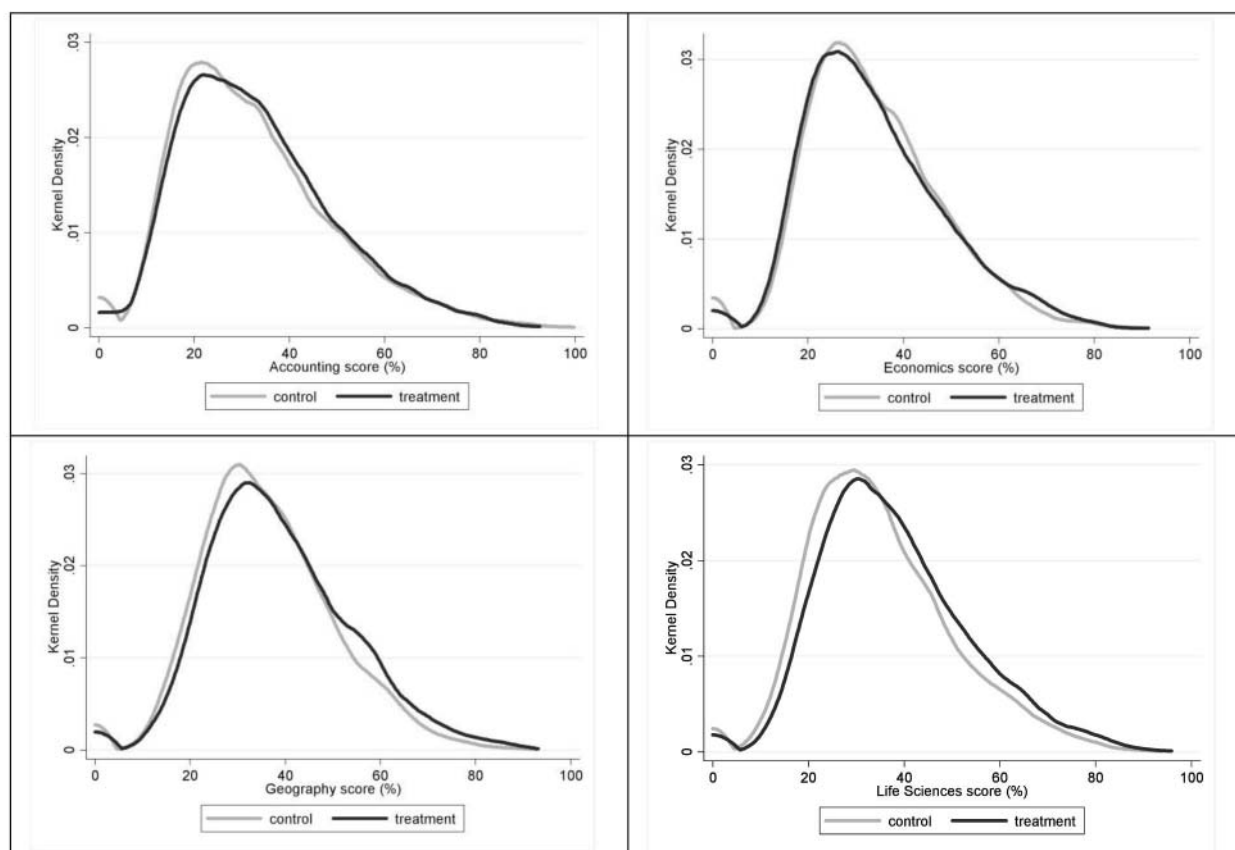 Kernel Density
.03
.02
.01
0
0 20 40 60 80 100
Accounting score (%)
control treatment
Kernel Density
.03
.02
.01
0
0 20 40 60 80 100
Economics score (%)
control treatment
Kernel Density
.03
.02
.01
0
0 20 40 60 80 100
Geography score (%)
control treatment
Kernel Density
.03
.02
.01
0
0 20 40 60 80 100
Life Sciences score (%)
control treatment